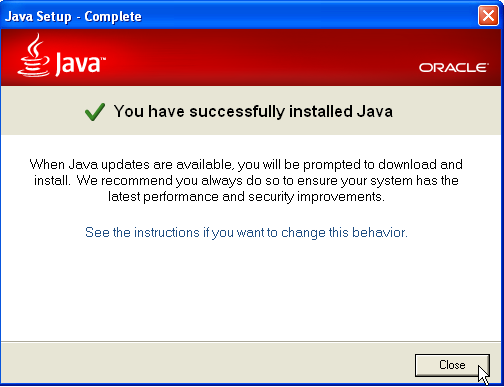 Java Setup - Complete
Java™
ORACLE®
You have successfully installed Java
When Java updates are available, you will be prompted to download and
install. We recommend you always do so to ensure your system has the
latest performance and security improvements.
See the instructions if you want to change this behavior.
Close